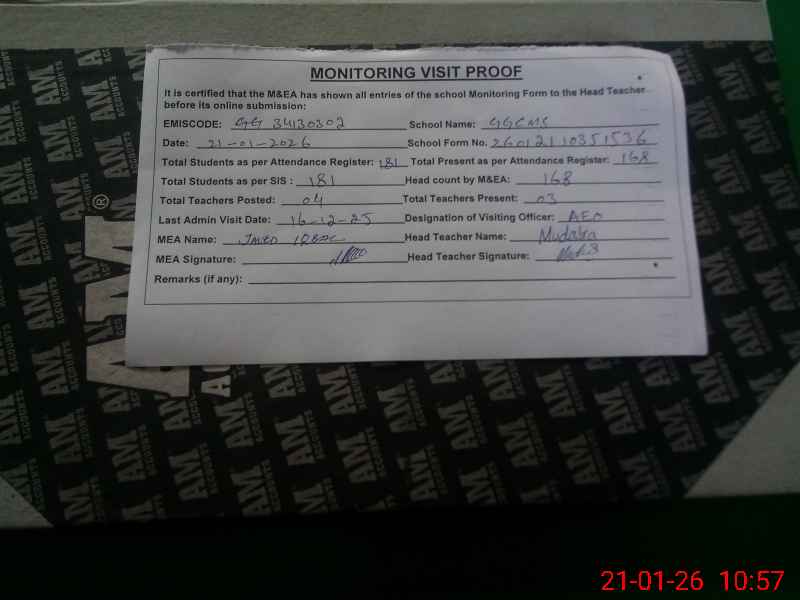 MONITORING VISIT PROOF
It is certified that the M&EA has shown all entries of the school Monitoring Form to the Head Teacher
before its online submission:
EMISCODE: 34130302 School Name: GGCMS
Date: 21-01-2026 School Form No. 26012110351536
Total Students as per Attendance Register: 181 Total Present as per Attendance Register: 168
Total Students as per SIS : 181 Head count by M&EA: 168
Total Teachers Posted: 04 Total Teachers Present: 03
Last Admin Visit Date: 16-12-25 Designation of Visiting Officer: AEO
MEA Name: Head Teacher Name:
MEA Signature: Head Teacher Signature:
Remarks (if any):
AM ACCOUNTS
®
21-01-26 10:57